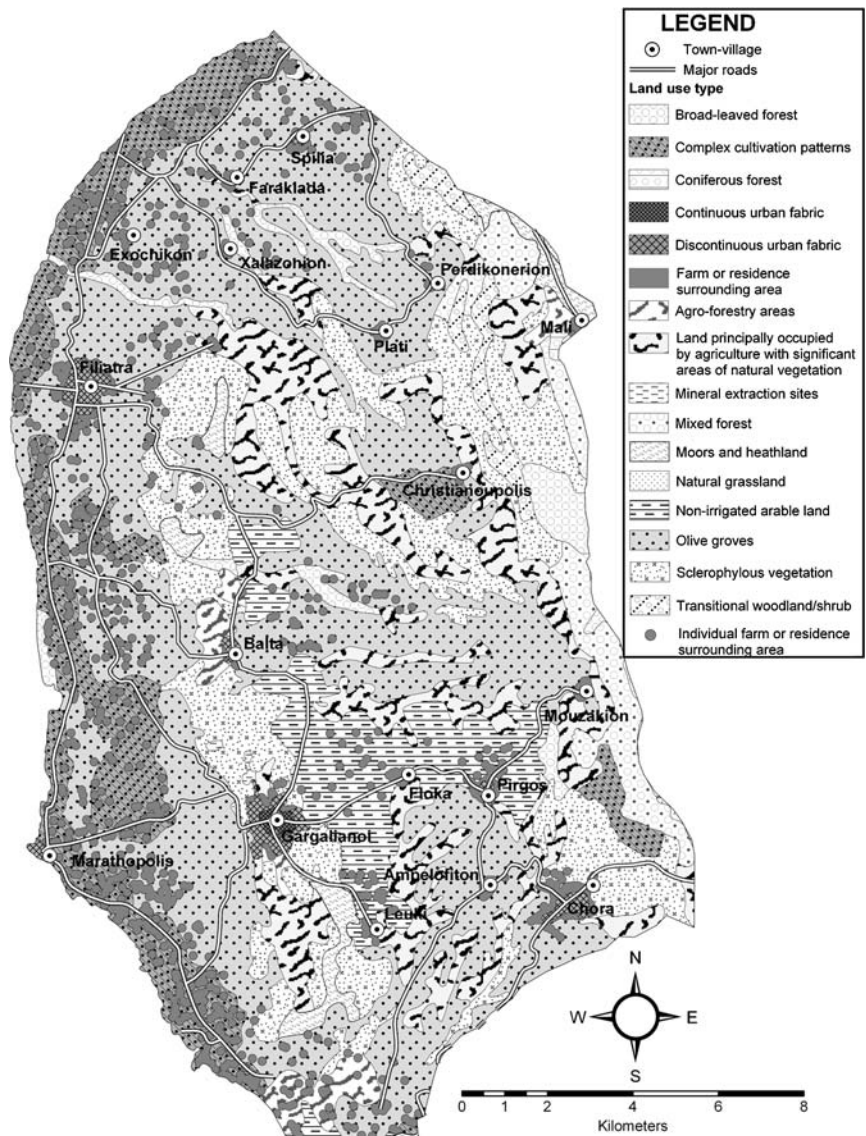 LEGEND
Town-village
Major roads
Land use type
Broad-leaved forest
Complex cultivation patterns
Coniferous forest
Continuous urban fabric
Discontinuous urban fabric
Farm or residence
surrounding area
Agro-forestry areas
Land principally occupied
by agriculture with significant
areas of natural vegetation
Mineral extraction sites
Mixed forest
Moors and heathland
Natural grassland
Non-irrigated arable land
Olive groves
Sclerophylous vegetation
Transitional woodland/shrub
Individual farm or residence
surrounding area
Spilia
Faraklada
Exochikon
Xalazohion
Perdikonerion
Mali
Plati
Filiatra
Christianoupolis
Balta
Mouzakion
Floka
Pirgos
Gargalianoi
Marathopolis
Ampelofiton
Chora
Leuki
N
W
E
S
0 1 2 4 6 8
Kilometers